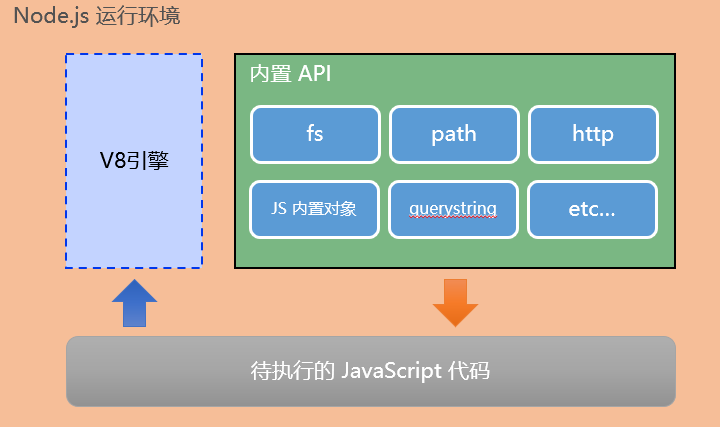 Node.js 运行环境
V8引擎
内置 API
fs
path
http
JS 内置对象
querystring
etc...
待执行的 JavaScript 代码